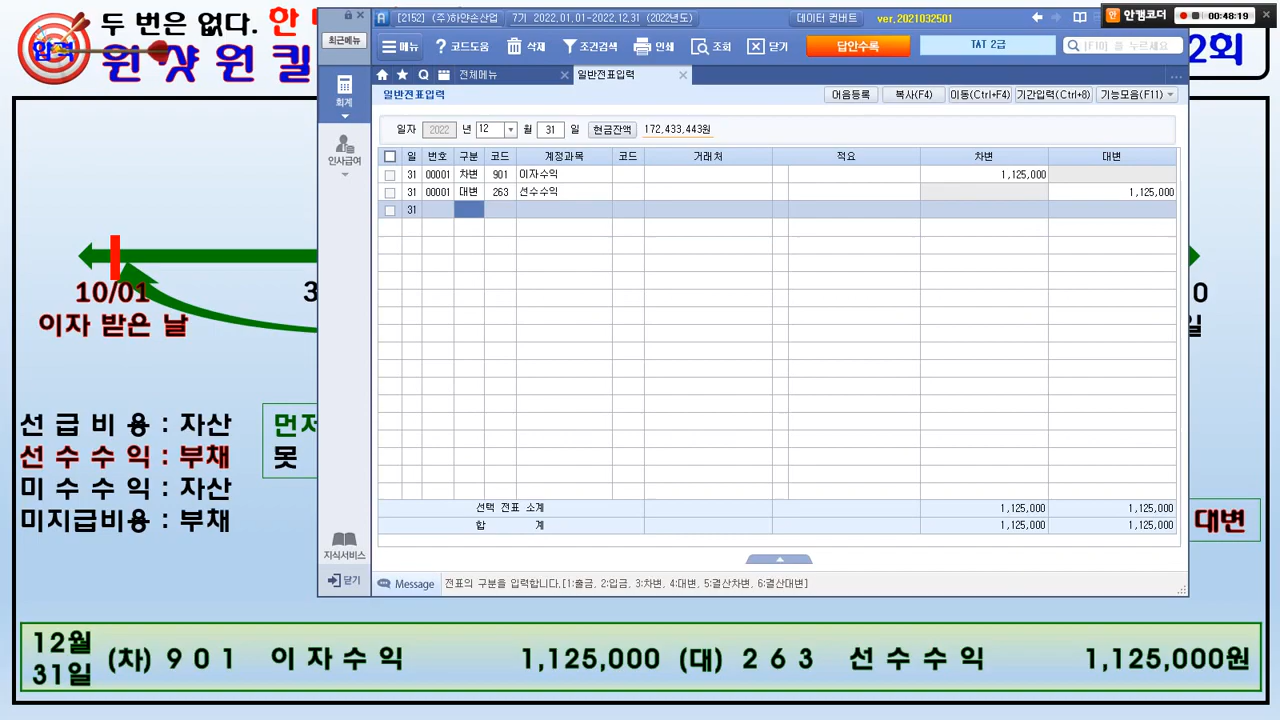 두 번은 없다. 한
압격
원 샷 원 킬
2회
안캠코더
00:48:19
[2152] (주)하얀손산업 7기 2022.01.01~2022.12.31 (2022년도) 데이터 컨버트 ver.2021032501
최근메뉴
메뉴 코드도움 삭제 조건검색 인쇄 조회 닫기 답안수록 TAT 2급 [F10] 을 누르세요
전체메뉴 일반전표입력
회계
인사급여
지식서비스
닫기
일반전표입력 어음등록 복사(F4) 이동(Ctrl+F4) 기간입력(Ctrl+8) 기능모음(F11)
일자 2022 년 12 월 31 일 현금잔액 172,433,443원
일 번호 구분 코드 계정과목 코드 거래처 적요 차변 대변
31 00001 차변 901 이자수익 1,125,000
31 00001 대변 263 선수수익 1,125,000
31
선택 전표 소계 1,125,000 1,125,000
합 계 1,125,000 1,125,000
Message 전표의 구분을 입력합니다.[1:출금, 2:입금, 3:차변, 4:대변, 5:결산차변, 6:결산대변]
10/01
이자 받은 날
3
0
일
선 급 비 용 : 자산
선 수 수 익 : 부채
미 수 수 익 : 자산
미지급비용 : 부채
먼저
못
대변
12월
31일
(차) 9 0 1 이 자 수 익 1,125,000 (대) 2 6 3 선 수 수 익 1,125,000원